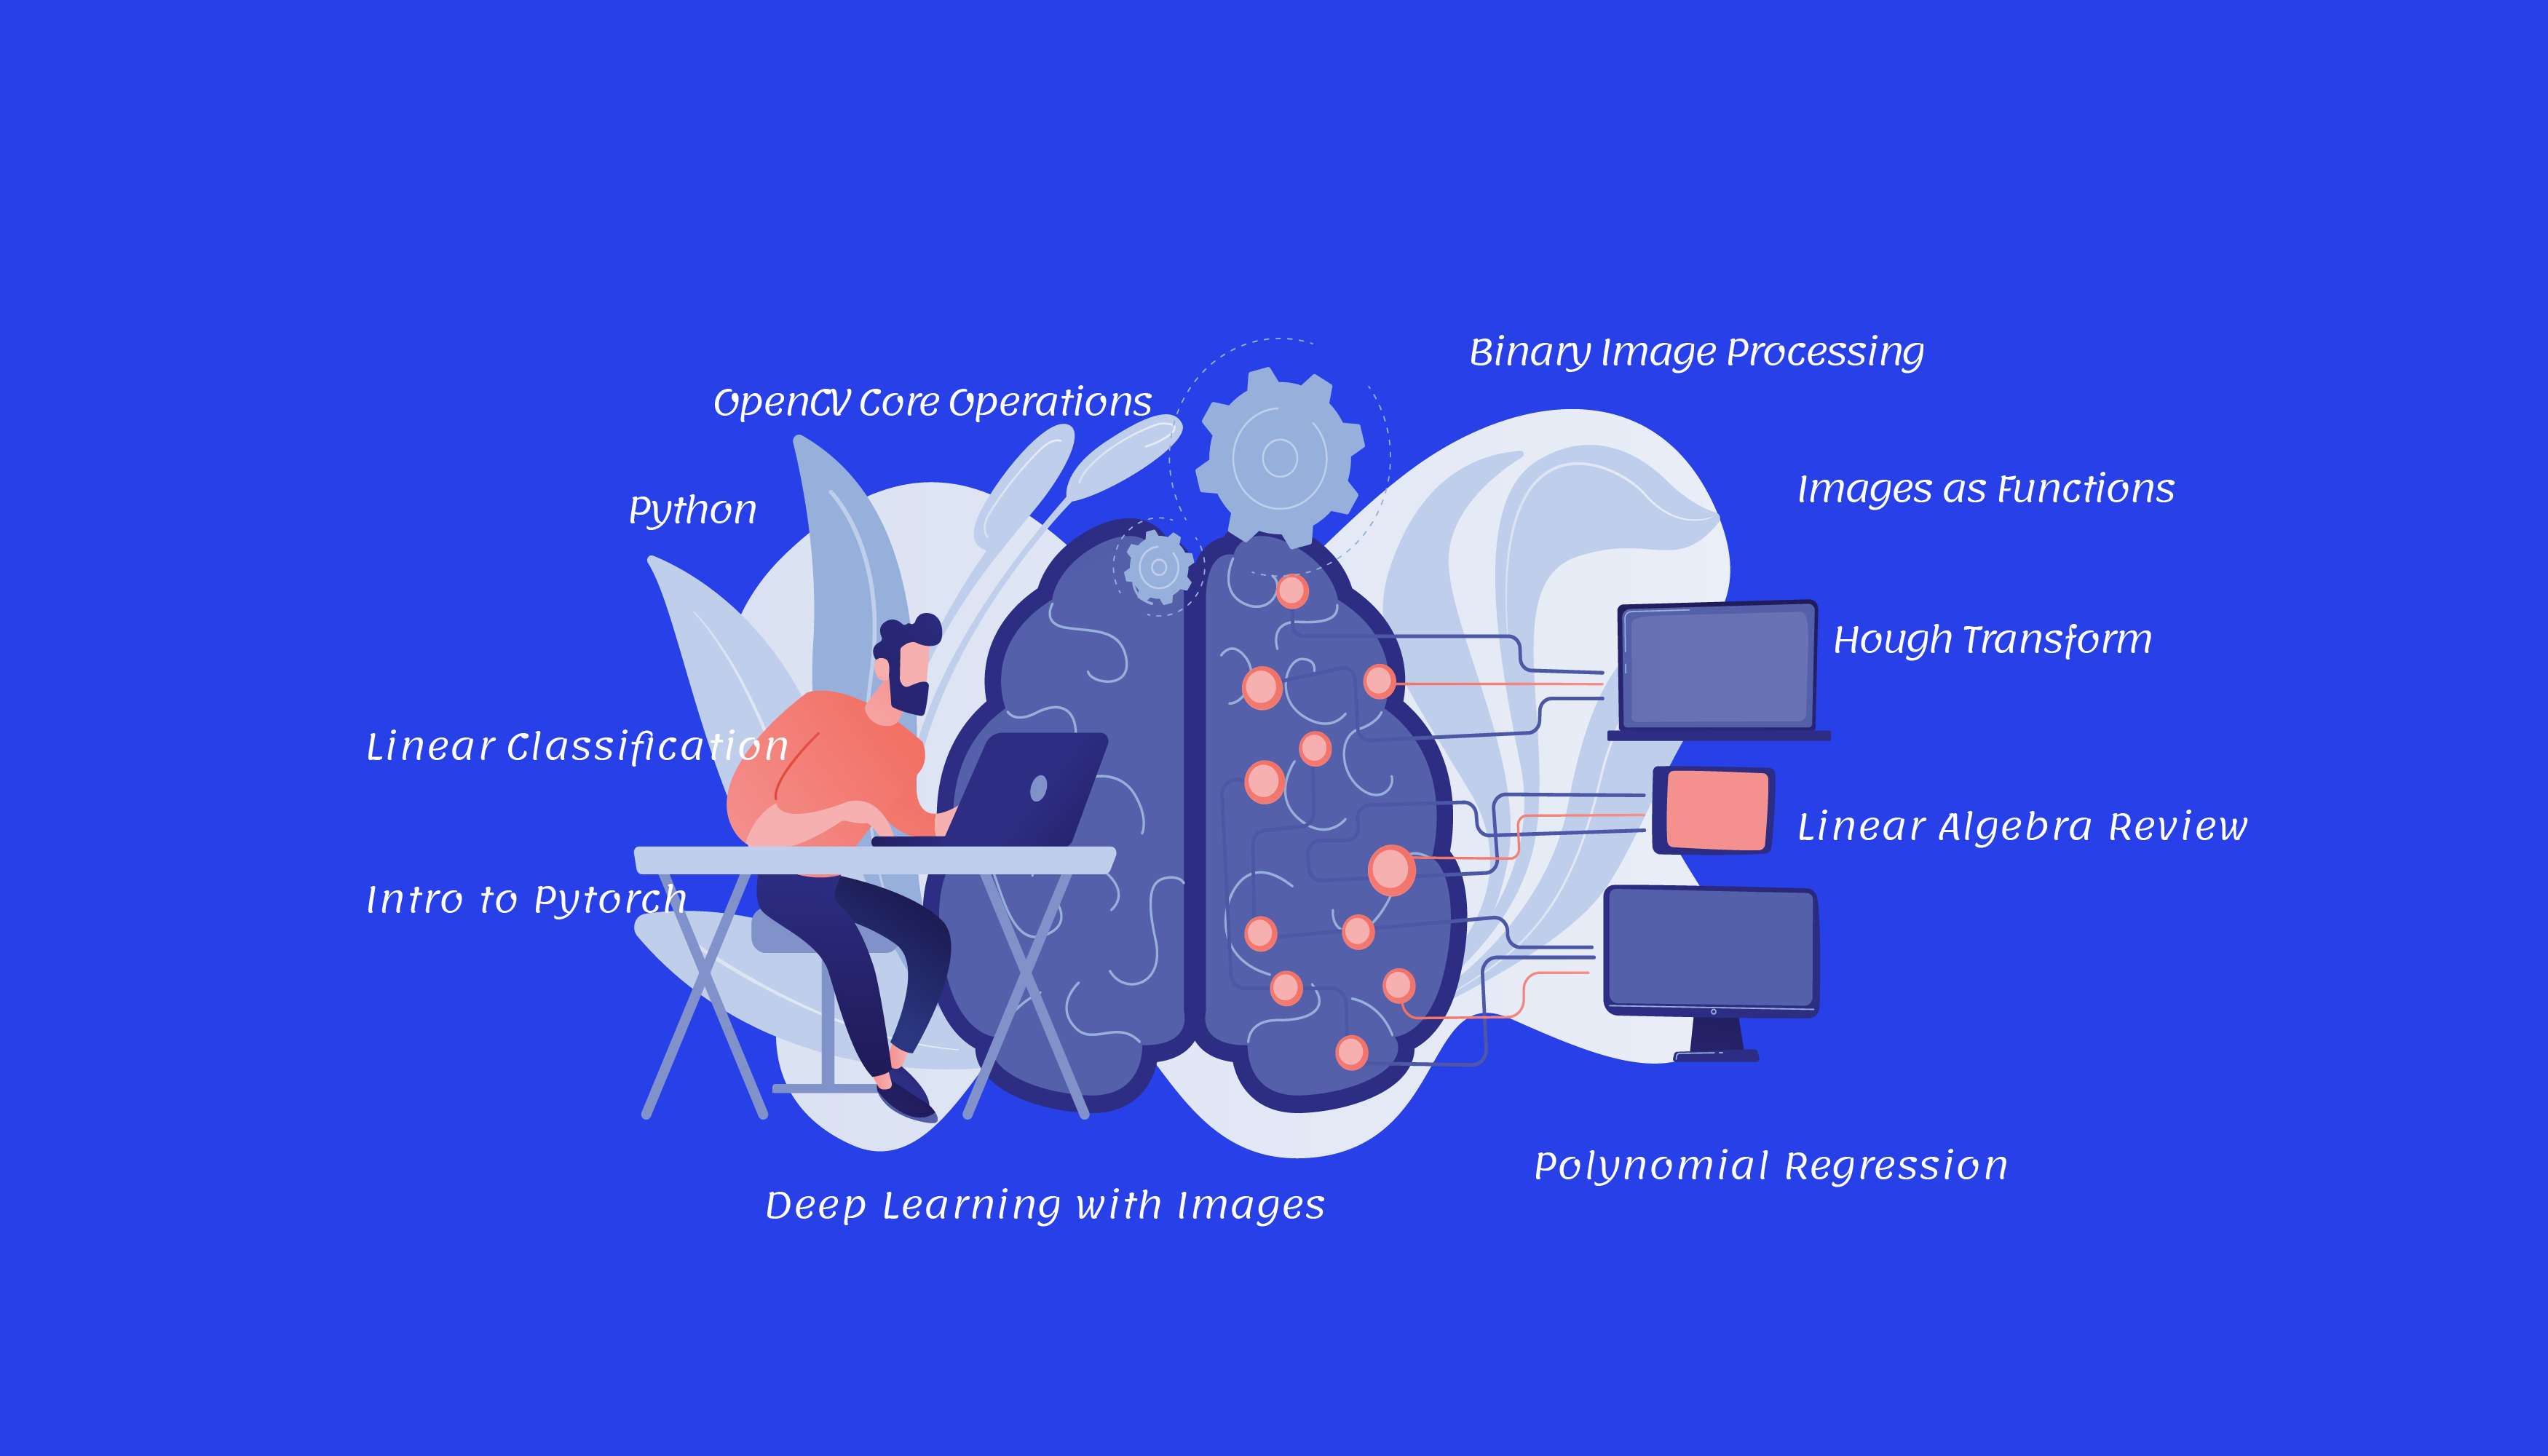 Binary Image Processing
OpenCV Core Operations
Images as Functions
Python
Hough Transform
Linear Classification
Linear Algebra Review
Intro to Pytorch
Polynomial Regression
Deep Learning with Images